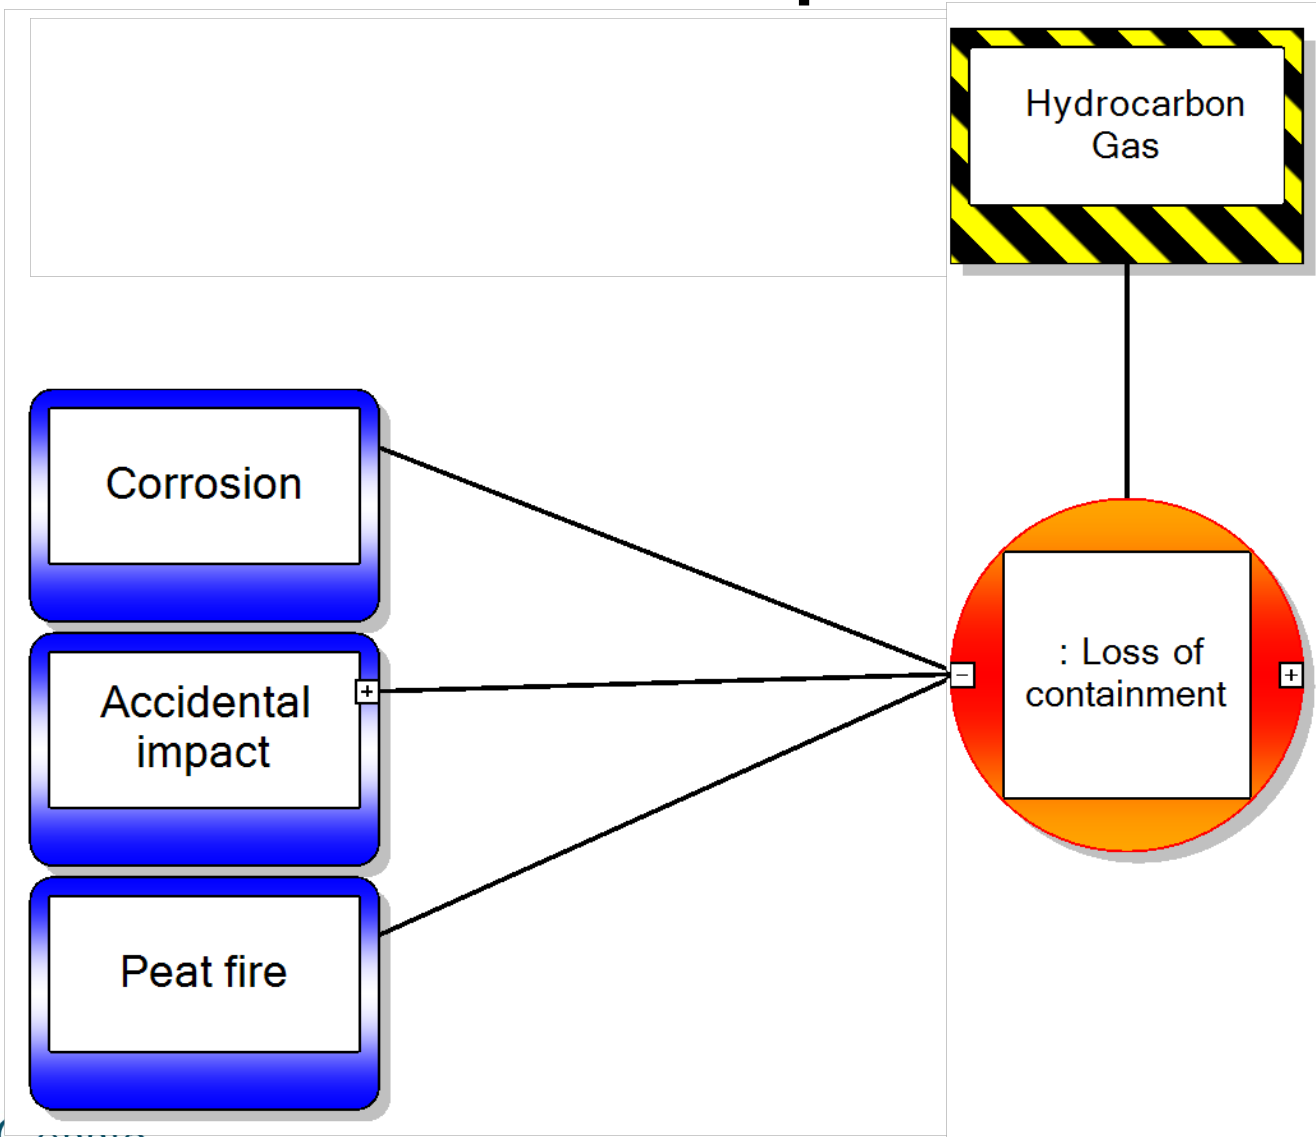 Hydrocarbon
Gas
Corrosion
: Loss of
containment
Accidental
impact
Peat fire